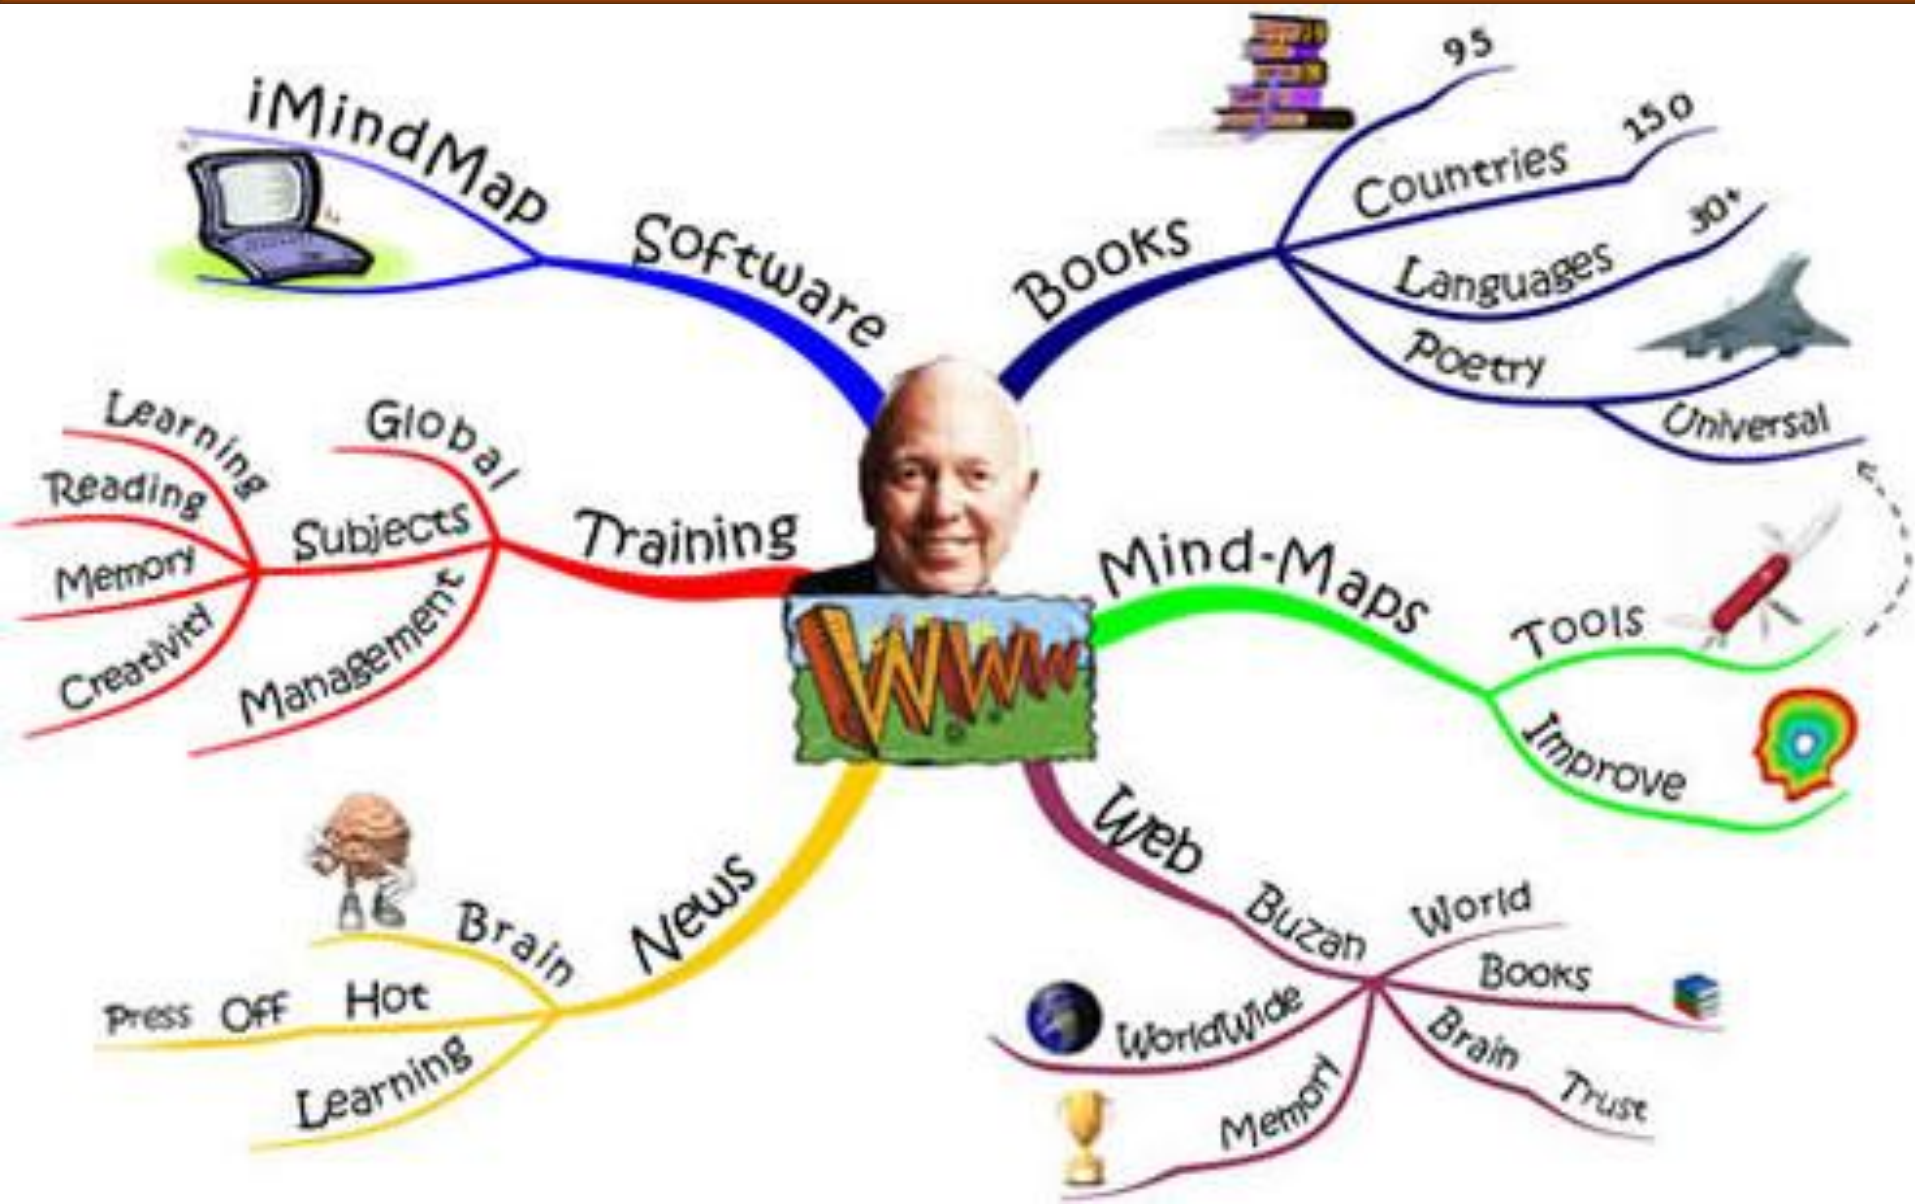 iMindMap
Software
Books
95
Countries 150
Languages 30+
Poetry
Universal
Training
Global
Subjects
Learning
Reading
Memory
Creativity
Management
Mind-Maps
Tools
Improve
WWW
Web
Buzan
World
Books
Brain Trust
WorldWide
Memory
News
Brain
Press Off Hot
Learning